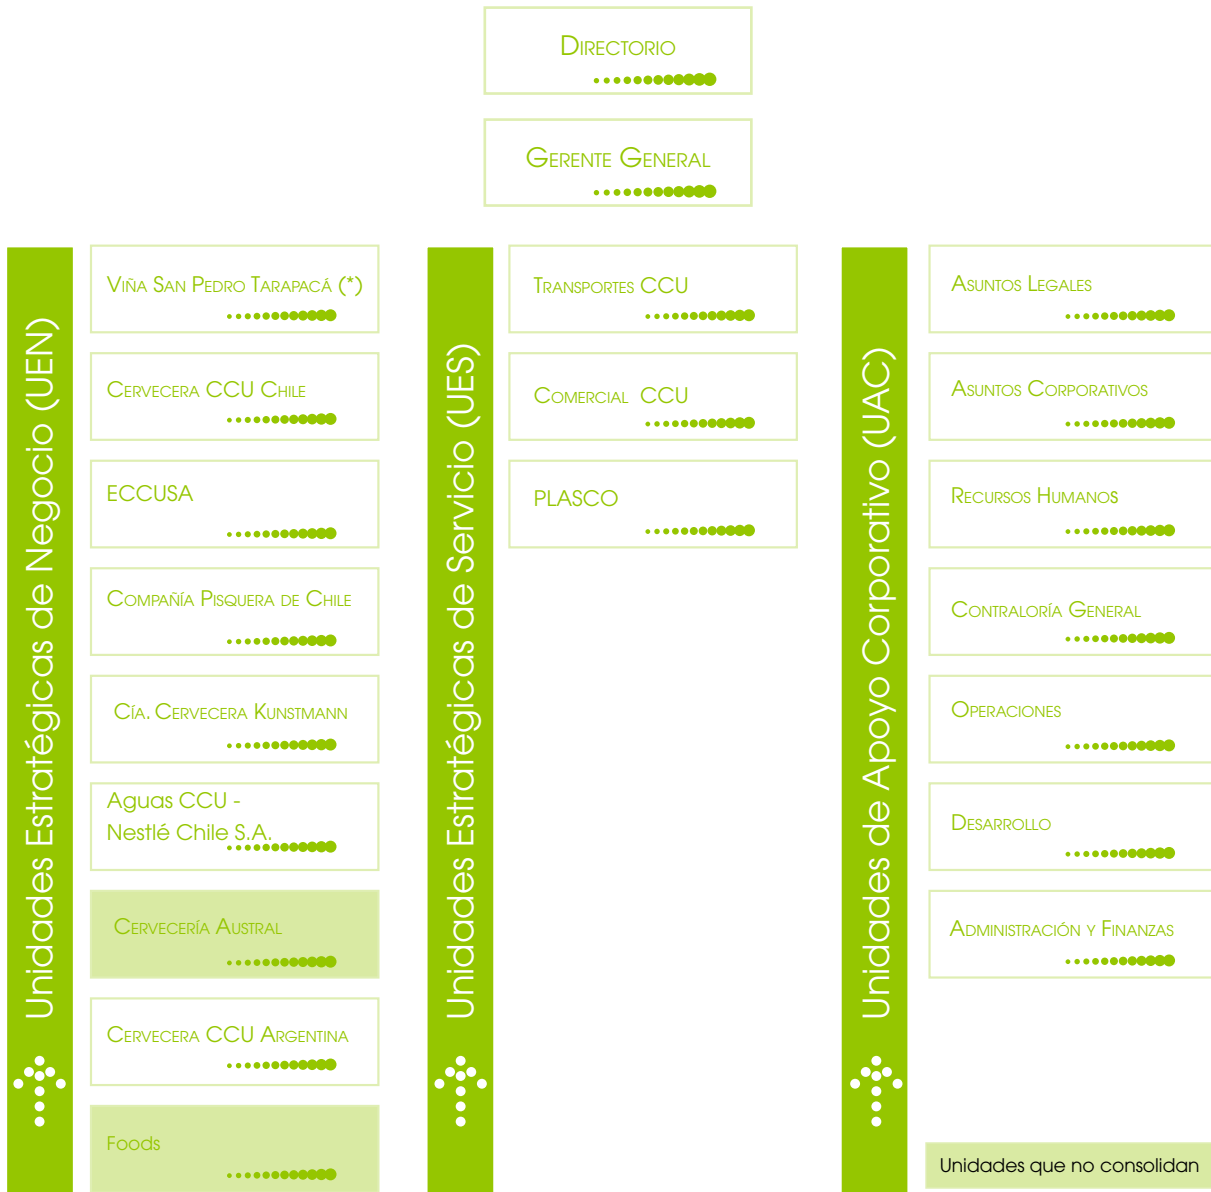 Directorio
Gerente General
Unidades Estratégicas de Negocio (UEN)
Viña San Pedro Tarapacá (*)
Cervecera CCU Chile
ECCUSA
Compañía Pisquera de Chile
Cía. Cervecera Kunstmann
Aguas CCU -
Nestlé Chile S.A.
Cervecería Austral
Cervecera CCU Argentina
Foods
Unidades Estratégicas de Servicio (UES)
Transportes CCU
Comercial CCU
PLASCO
Unidades de Apoyo Corporativo (UAC)
Asuntos Legales
Asuntos Corporativos
Recursos Humanos
Contraloría General
Operaciones
Desarrollo
Administración y Finanzas
Unidades que no consolidan